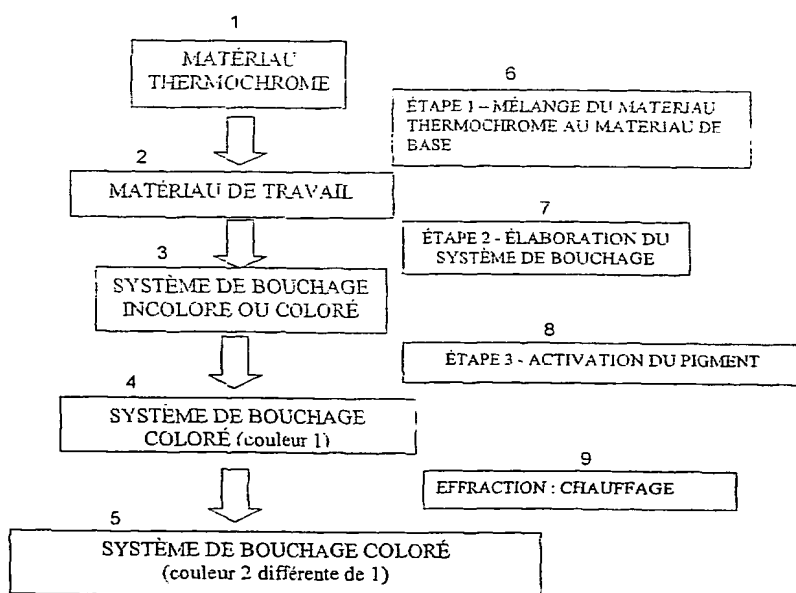 1
MATÉRIAU
THERMOCHROME
6
ÉTAPE 1 – MÉLANGE DU MATERIAU
THERMOCHROME AU MATERIAU DE
BASE
2
MATÉRIAU DE TRAVAIL
7
ÉTAPE 2 - ÉLABORATION DU
SYSTÈME DE BOUCHAGE
3
SYSTÈME DE BOUCHAGE
INCOLORE OU COLORÉ
8
ÉTAPE 3 - ACTIVATION DU PIGMENT
4
SYSTÈME DE BOUCHAGE
COLORÉ (couleur 1)
9
EFFRACTION : CHAUFFAGE
5
SYSTÈME DE BOUCHAGE COLORÉ
(couleur 2 différente de 1)